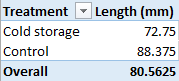 Treatment Length (mm)
Cold storage 72.75
Control 88.375
Overall 80.5625